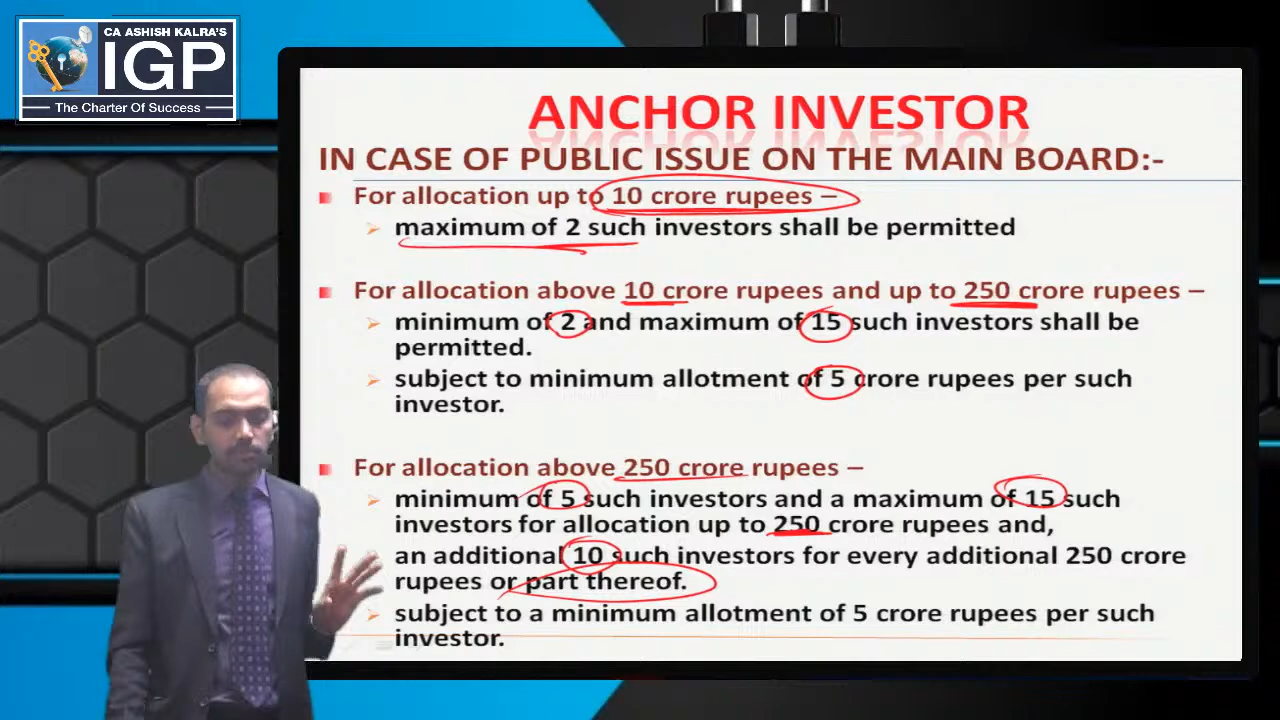 CA ASHISH KALRA'S
IGP
The Charter Of Success
ANCHOR INVESTOR
IN CASE OF PUBLIC ISSUE ON THE MAIN BOARD:-
For allocation up to 10 crore rupees –
maximum of 2 such investors shall be permitted
For allocation above 10 crore rupees and up to 250 crore rupees –
minimum of 2 and maximum of 15 such investors shall be
permitted.
subject to minimum allotment of 5 crore rupees per such
investor.
For allocation above 250 crore rupees –
minimum of 5 such investors and a maximum of 15 such
investors for allocation up to 250 crore rupees and,
an additional 10 such investors for every additional 250 crore
rupees or part thereof.
subject to a minimum allotment of 5 crore rupees per such
investor.